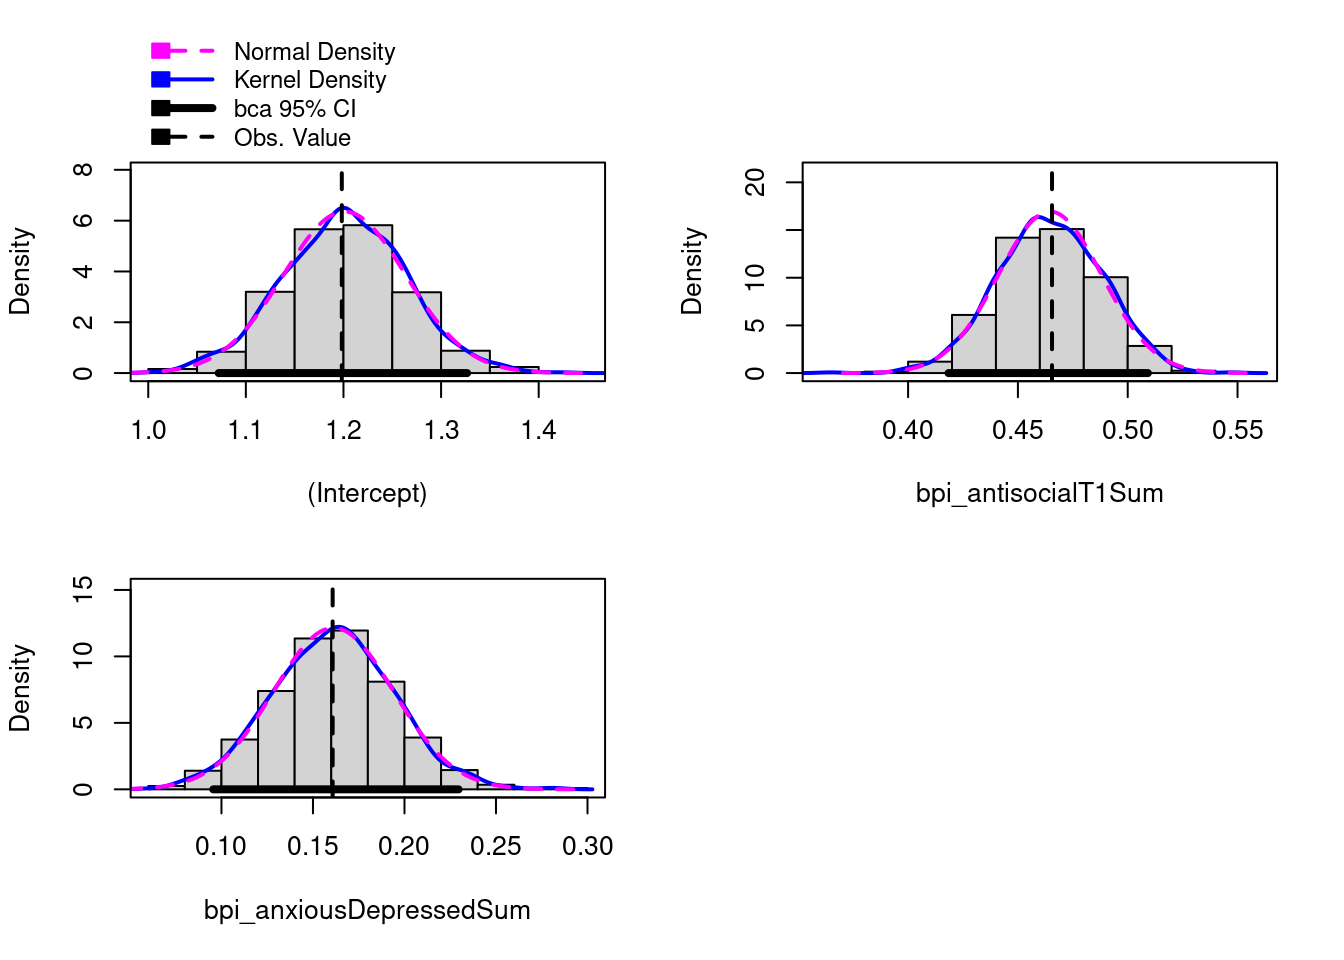 Normal Density
Kernel Density
bca 95% CI
Obs. Value
Density
8
6
4
2
0
1.0 1.1 1.2 1.3 1.4
(Intercept)
Density
20
10
5
0
0.40 0.45 0.50 0.55
bpi_antisocialT1Sum
Density
15
10
5
0
0.10 0.15 0.20 0.25 0.30
bpi_anxiousDepressedSum